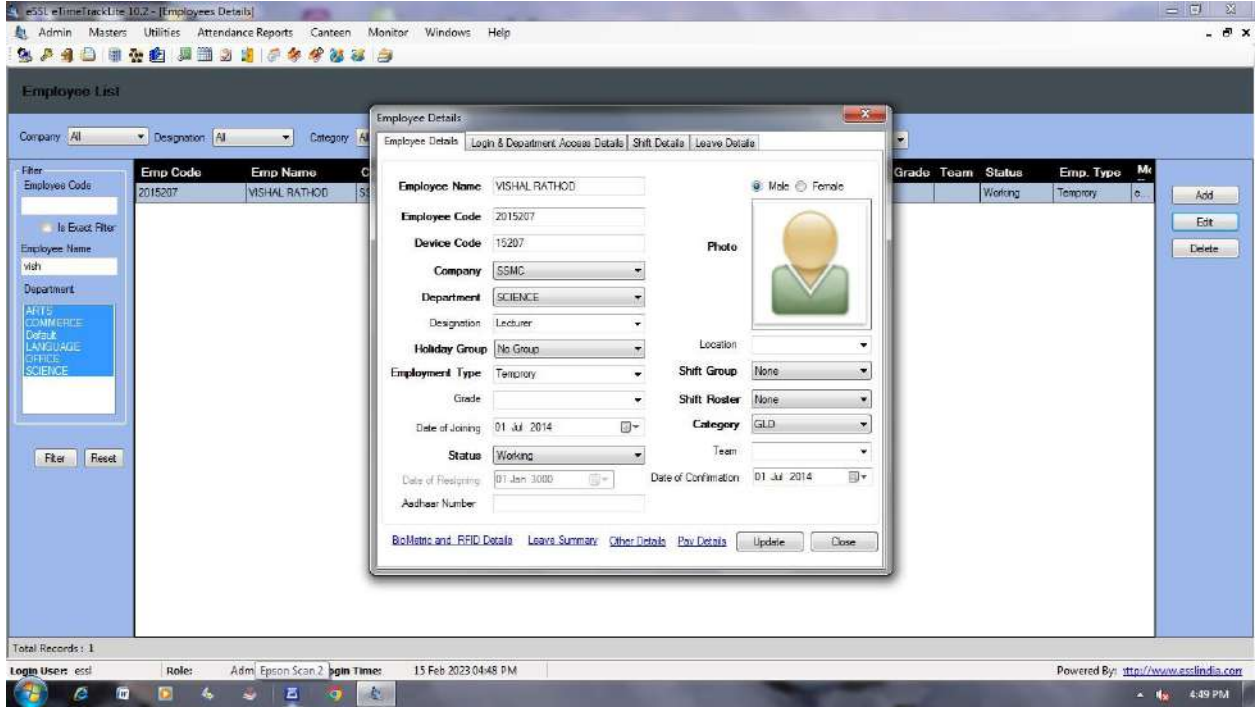 eSSL eTimeTrackLite 10.2 - [Employees Details]
Admin Masters Utilities Attendance Reports Canteen Monitor Windows Help
Employee List
Company All Designation All Category
Employee Details
Employee Details Login & Department Access Details Shift Details Leave Details
Filter
Employee Code
Is Exact Filter
Employee Name
vish
Department
ARTS
COMMERCE
Default
LANGUAGE
OFFICE
SCIENCE
Filter Reset
Emp Code Emp Name Grade Team Status Emp. Type
2015207 VISHAL RATHOD Working Temprory
Employee Name VISHAL RATHOD Male Female
Employee Code 2015207
Device Code 15207 Photo
Company SSMC
Department SCIENCE
Designation Lecturer
Holiday Group No Group Location
Employment Type Temprory Shift Group None
Grade Shift Roster None
Date of Joining 01 Jul 2014 Category GLD
Status Working Team
Date of Resigning 01 Jan 3000 Date of Confirmation 01 Jul 2014
Aadhaar Number
BioMetric and RFID Details Leave Summary Other Details Pay Details Update Close
Add
Edit
Delete
Total Records : 1
Login User: essl Role: Adm Epson Scan 2 ogin Time: 15 Feb 2023 04:48 PM Powered By: http://www.esslindia.com
4:49 PM